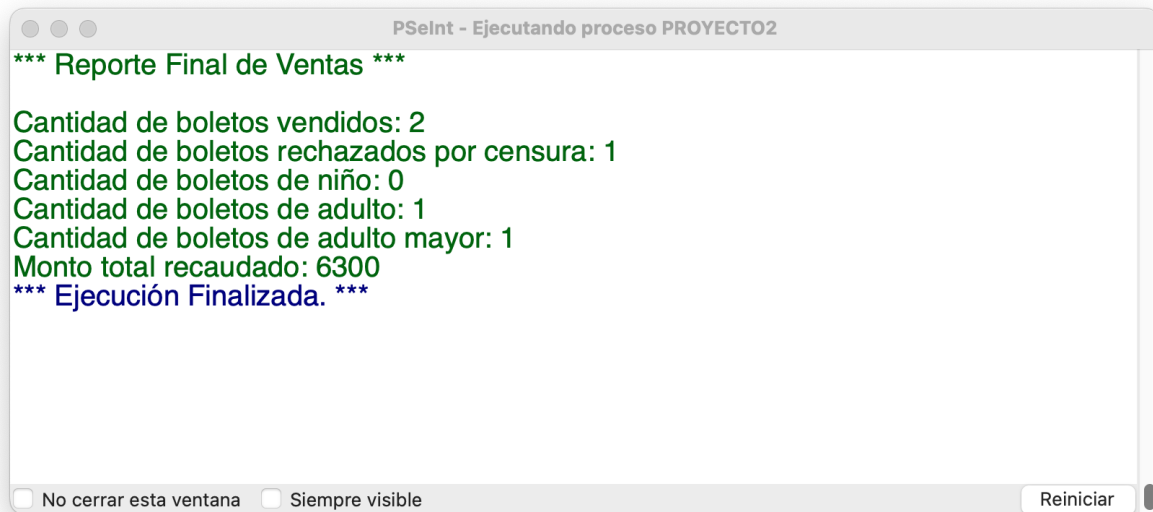 PSeInt - Ejecutando proceso PROYECTO2
*** Reporte Final de Ventas ***
Cantidad de boletos vendidos: 2
Cantidad de boletos rechazados por censura: 1
Cantidad de boletos de niño: 0
Cantidad de boletos de adulto: 1
Cantidad de boletos de adulto mayor: 1
Monto total recaudado: 6300
*** Ejecución Finalizada. ***
No cerrar esta ventana Siempre visible Reiniciar